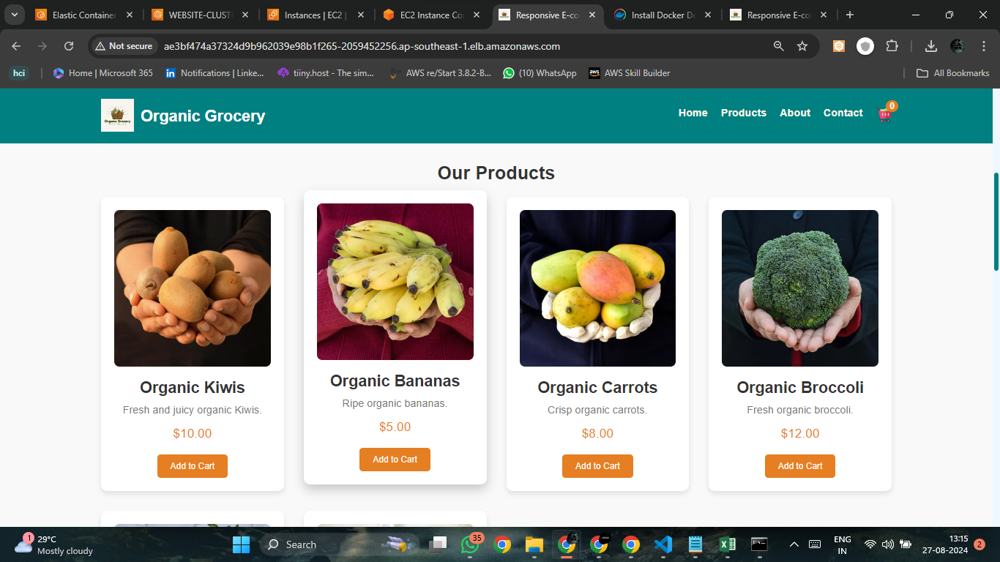 Elastic Container
WEBSITE-CLUST
Instances | EC2 |
EC2 Instance Co
Responsive E-co
Install Docker De
Responsive E-co
Not secure
ae3bf474a37324d9b962039e98b1f265-2059452256.ap-southeast-1.elb.amazonaws.com
hci
Home | Microsoft 365
Notifications | Linke...
tiiny.host - The sim...
AWS re/Start 3.8.2-B...
(10) WhatsApp
aws
AWS Skill Builder
All Bookmarks
Organic Grocery
Organic Grocery
Home
Products
About
Contact
0
Our Products
Organic Kiwis
Fresh and juicy organic Kiwis.
$10.00
Add to Cart
Organic Bananas
Ripe organic bananas.
$5.00
Add to Cart
Organic Carrots
Crisp organic carrots.
$8.00
Add to Cart
Organic Broccoli
Fresh organic broccoli.
$12.00
Add to Cart
1
29°C
Mostly cloudy
Search
35
ENG
IN
13:15
27-08-2024
2